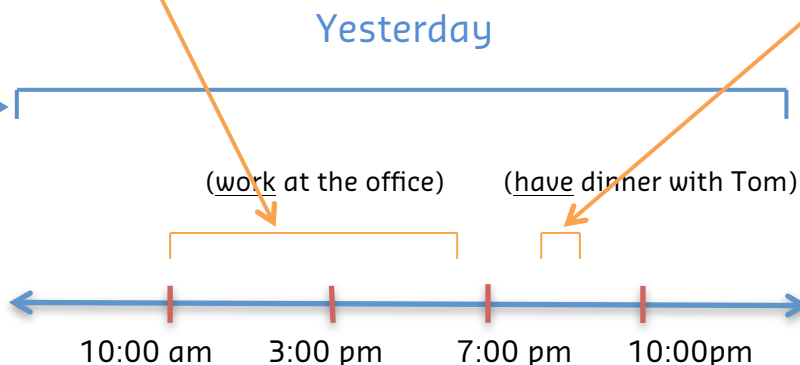 Yesterday
(work at the office) (have dinner with Tom)
10:00 am 3:00 pm 7:00 pm 10:00pm